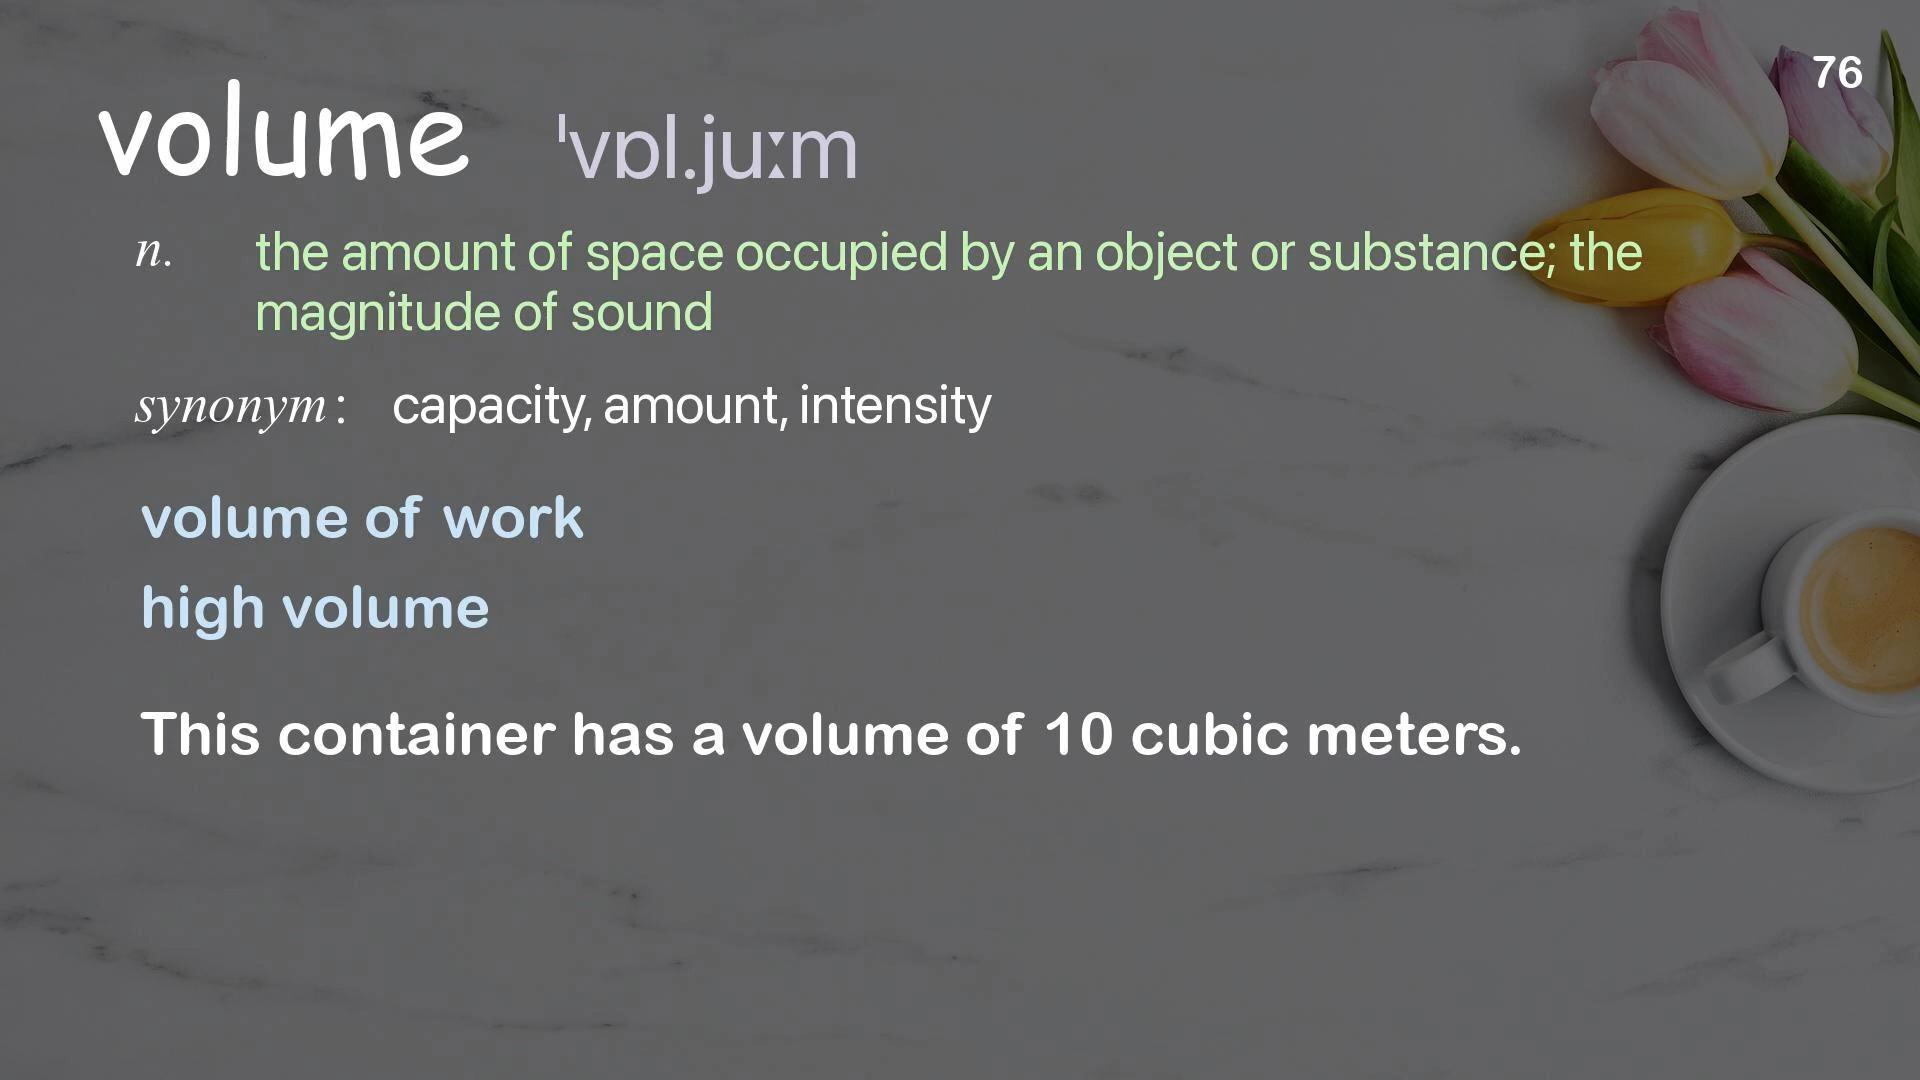 76
volume ˈvɒl.juːm
n. the amount of space occupied by an object or substance; the
magnitude of sound
synonym: capacity, amount, intensity
volume of work
high volume
This container has a volume of 10 cubic meters.